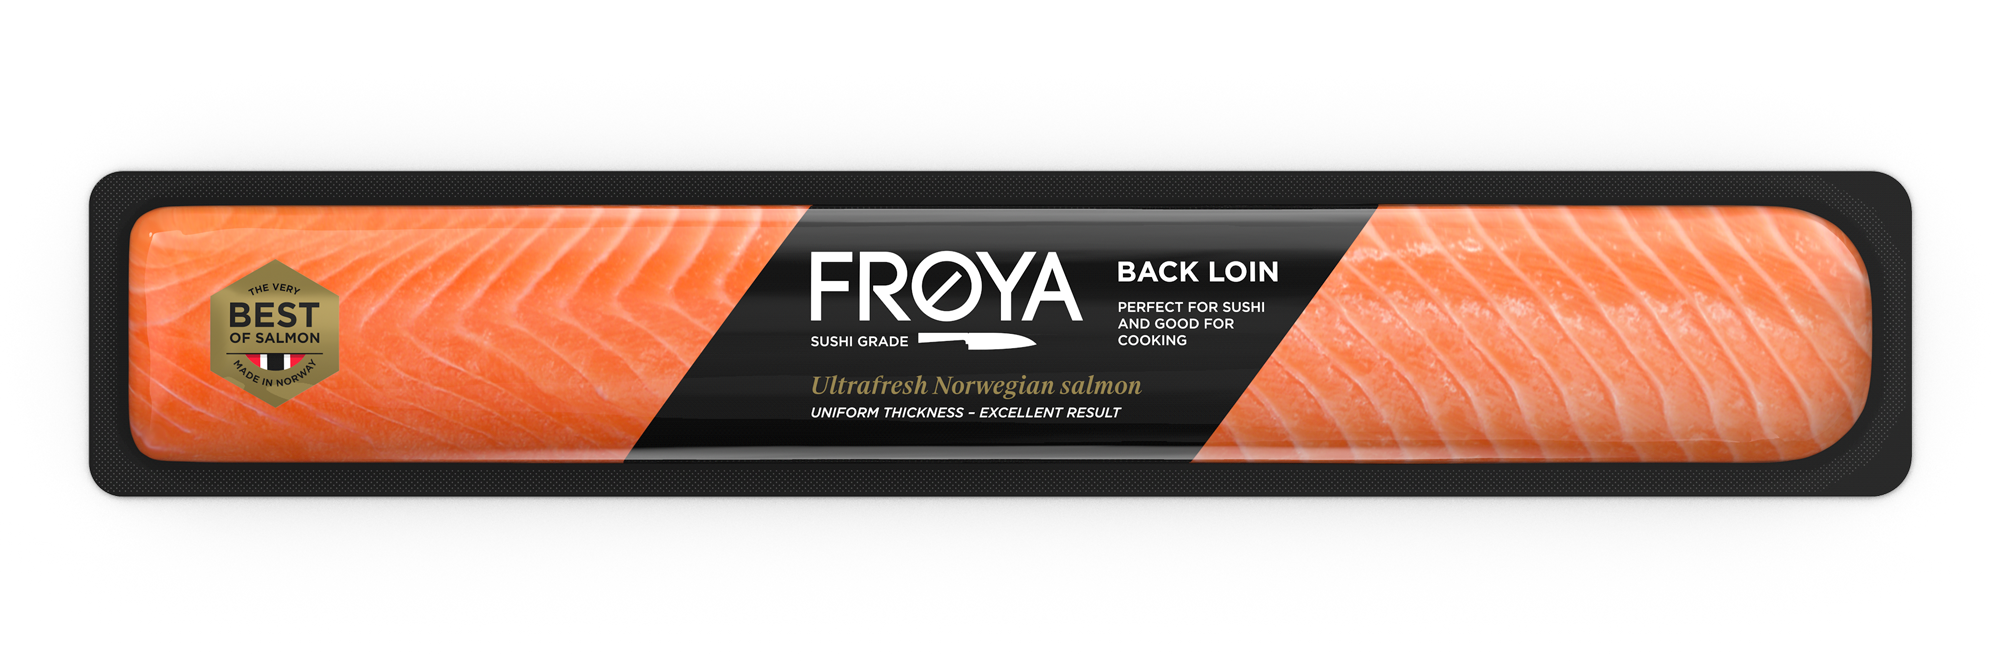 THE VERY
BEST
OF SALMON
MADE IN NORWAY
FRØYA
SUSHI GRADE
BACK LOIN
PERFECT FOR SUSHI
AND GOOD FOR
COOKING
Ultrafresh Norwegian salmon
UNIFORM THICKNESS – EXCELLENT RESULT